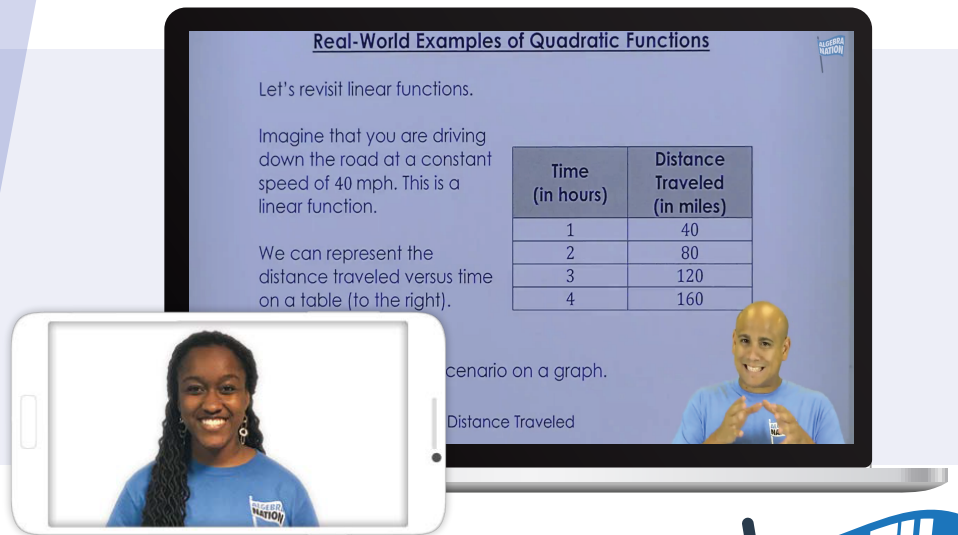 Real-World Examples of Quadratic Functions
ALGEBRA
NATION
Let's revisit linear functions.
Imagine that you are driving
down the road at a constant
speed of 40 mph. This is a
linear function.
We can represent the
distance traveled versus time
on a table (to the right).
Time
(in hours)
Distance
Traveled
(in miles)
1 40
2 80
3 120
4 160
cenario on a graph.
Distance Traveled
ALGEBRA
NATION